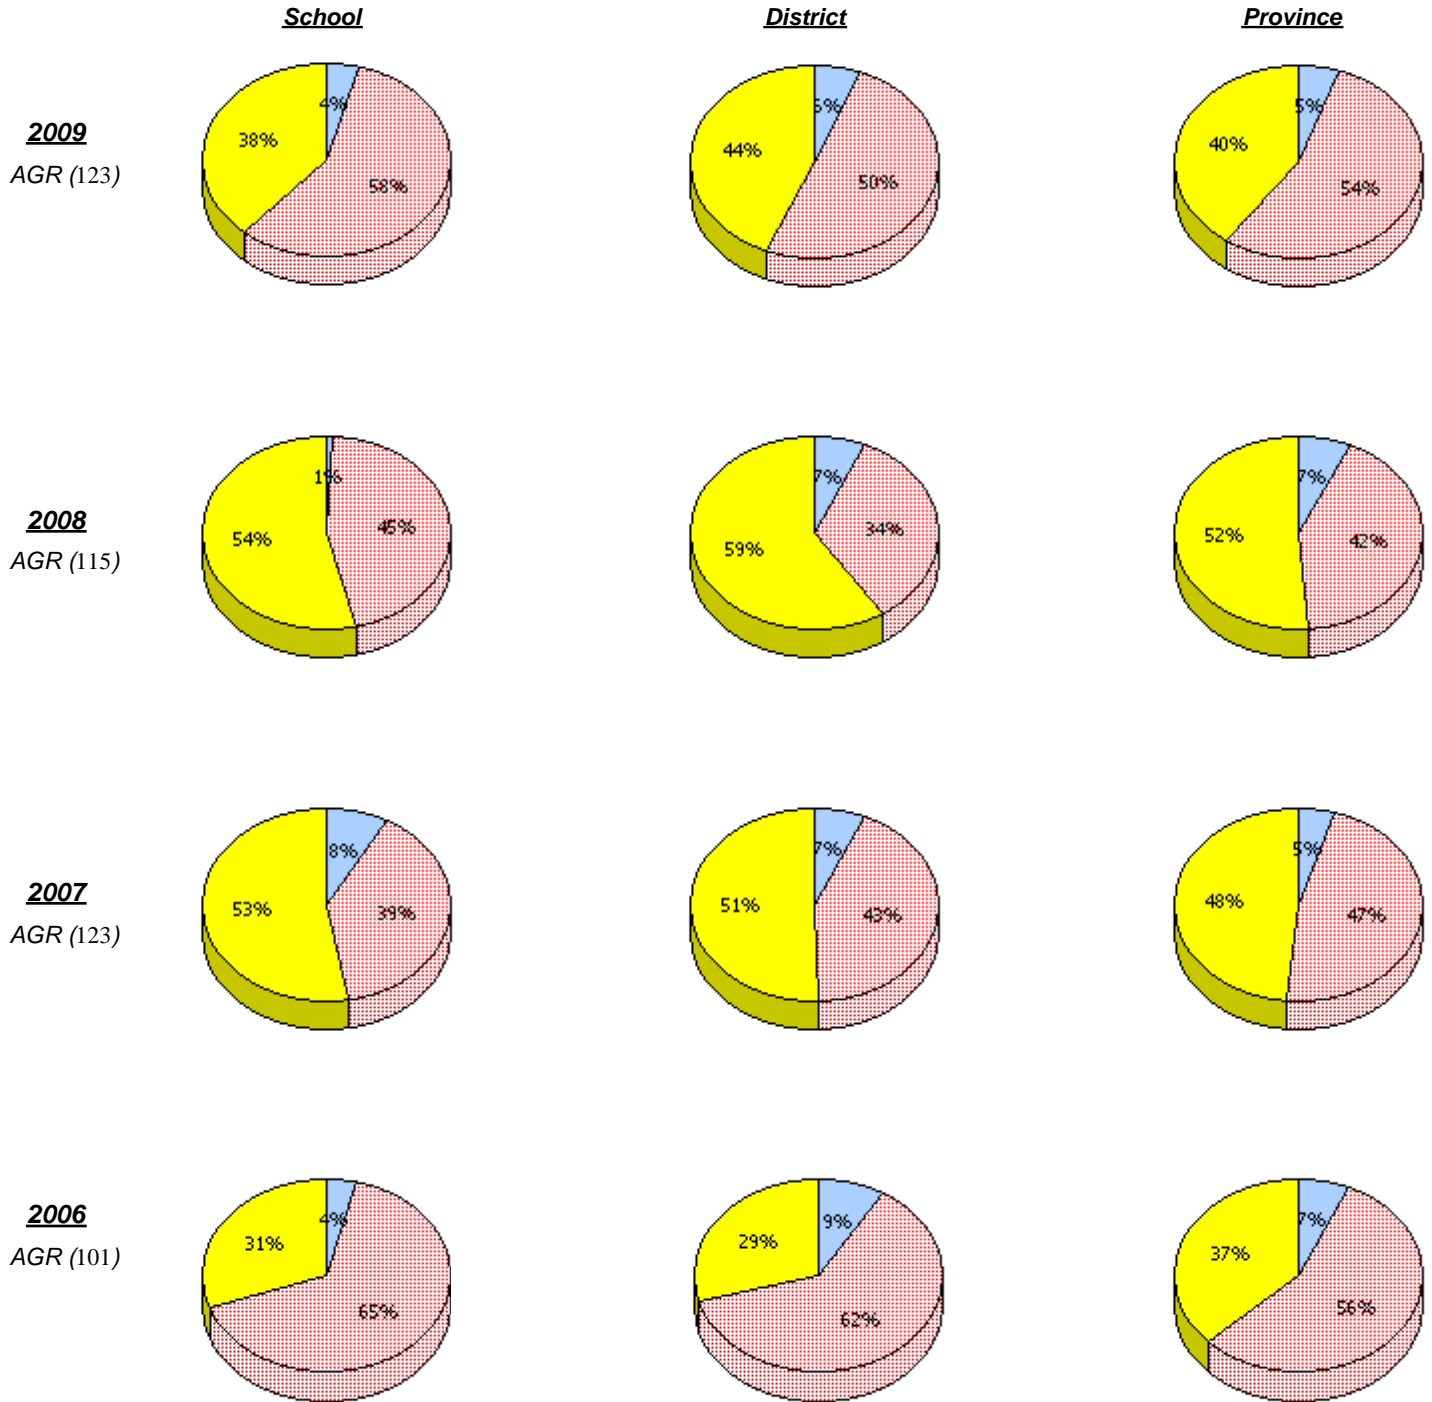 School District Province
2009
AGR (123)
4% 38% 58%
6% 44% 50%
5% 40% 54%
2008
AGR (115)
1% 54% 45%
7% 59% 34%
7% 52% 42%
2007
AGR (123)
8% 53% 39%
7% 51% 43%
5% 48% 47%
2006
AGR (101)
4% 31% 65%
9% 29% 62%
7% 37% 56%